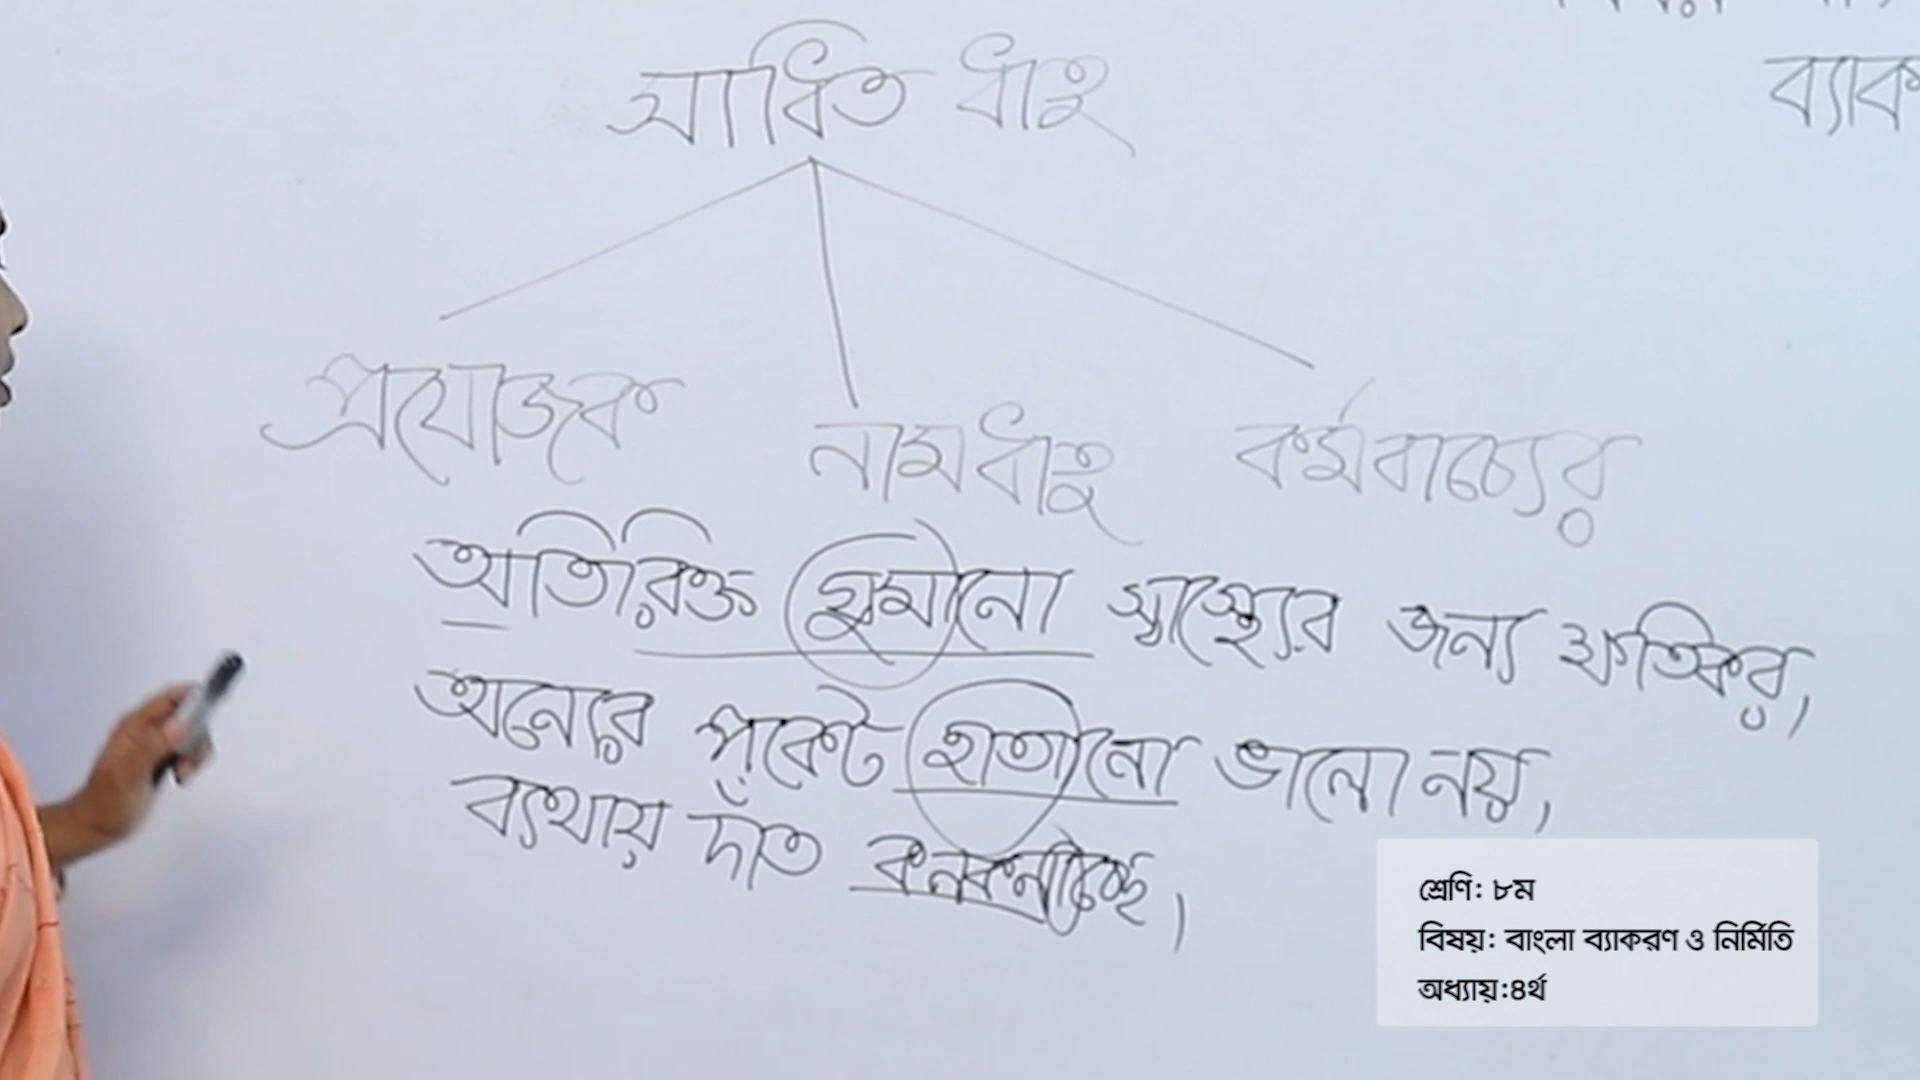 সাধিত ধাতু
ব্যাক
প্রযোজক নামধাতু কর্মবাচ্যের
অতিরিক্ত ঘুমানো স্বাস্থ্যের জন্য ক্ষতিকর,
অন্যের পকেট হাতানো ভালো নয়,
ব্যথায় দাঁত কনকনাচ্ছে,
শ্রেণি: ৮ম
বিষয়: বাংলা ব্যাকরণ ও নির্মিতি
অধ্যায়:৪র্থ